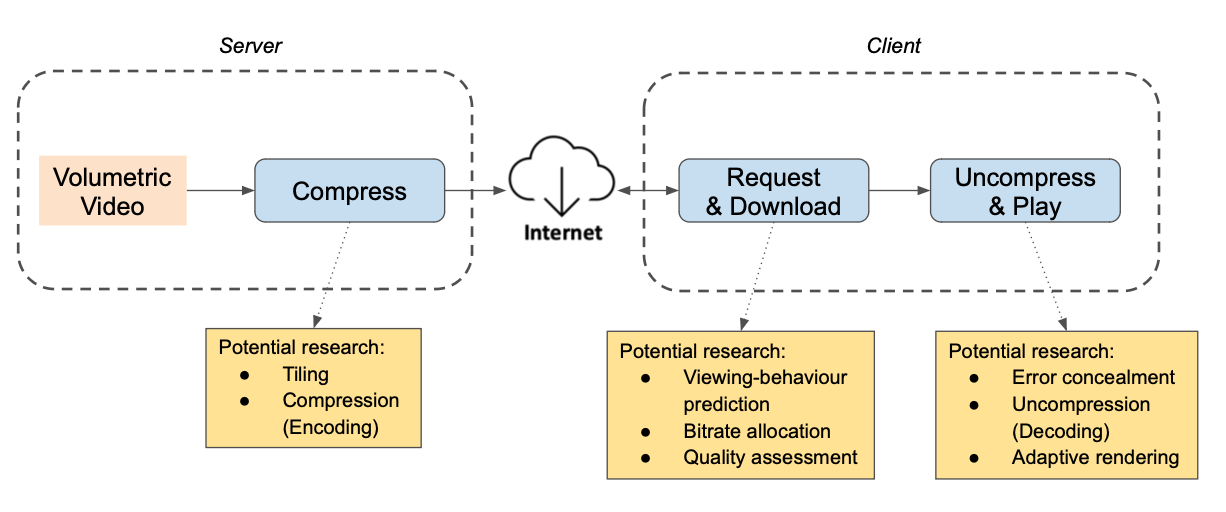 Server
Client
Volumetric
Video
Compress
Internet
Request
& Download
Uncompress
& Play
Potential research:
● Tiling
● Compression
(Encoding)
Potential research:
● Viewing-behaviour
prediction
● Bitrate allocation
● Quality assessment
Potential research:
● Error concealment
● Uncompression
(Decoding)
● Adaptive rendering